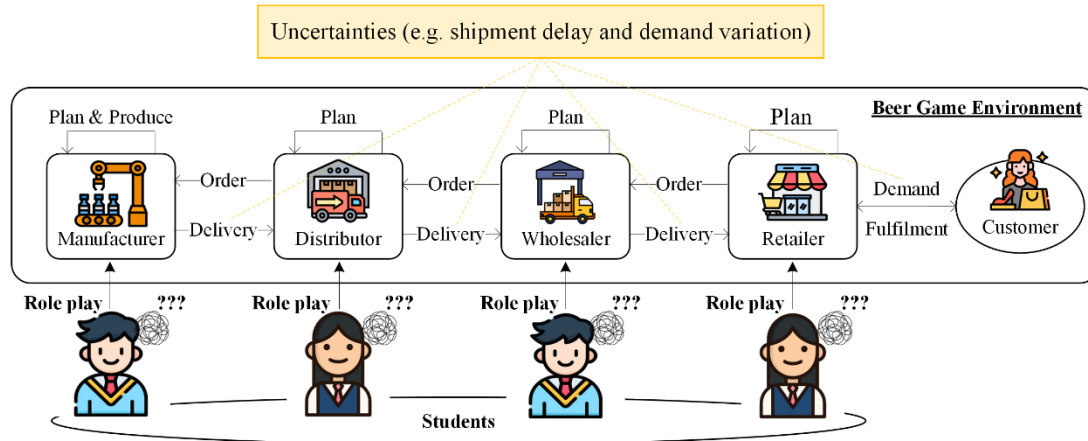 Uncertainties (e.g. shipment delay and demand variation)
Beer Game Environment
Plan & Produce
Plan
Plan
Plan
Order
Order
Order
Demand
Manufacturer
Delivery
Distributor
Delivery
Wholesaler
Delivery
Retailer
Fulfilment
Customer
Role play ???
Role play ???
Role play ???
Role play ???
Students